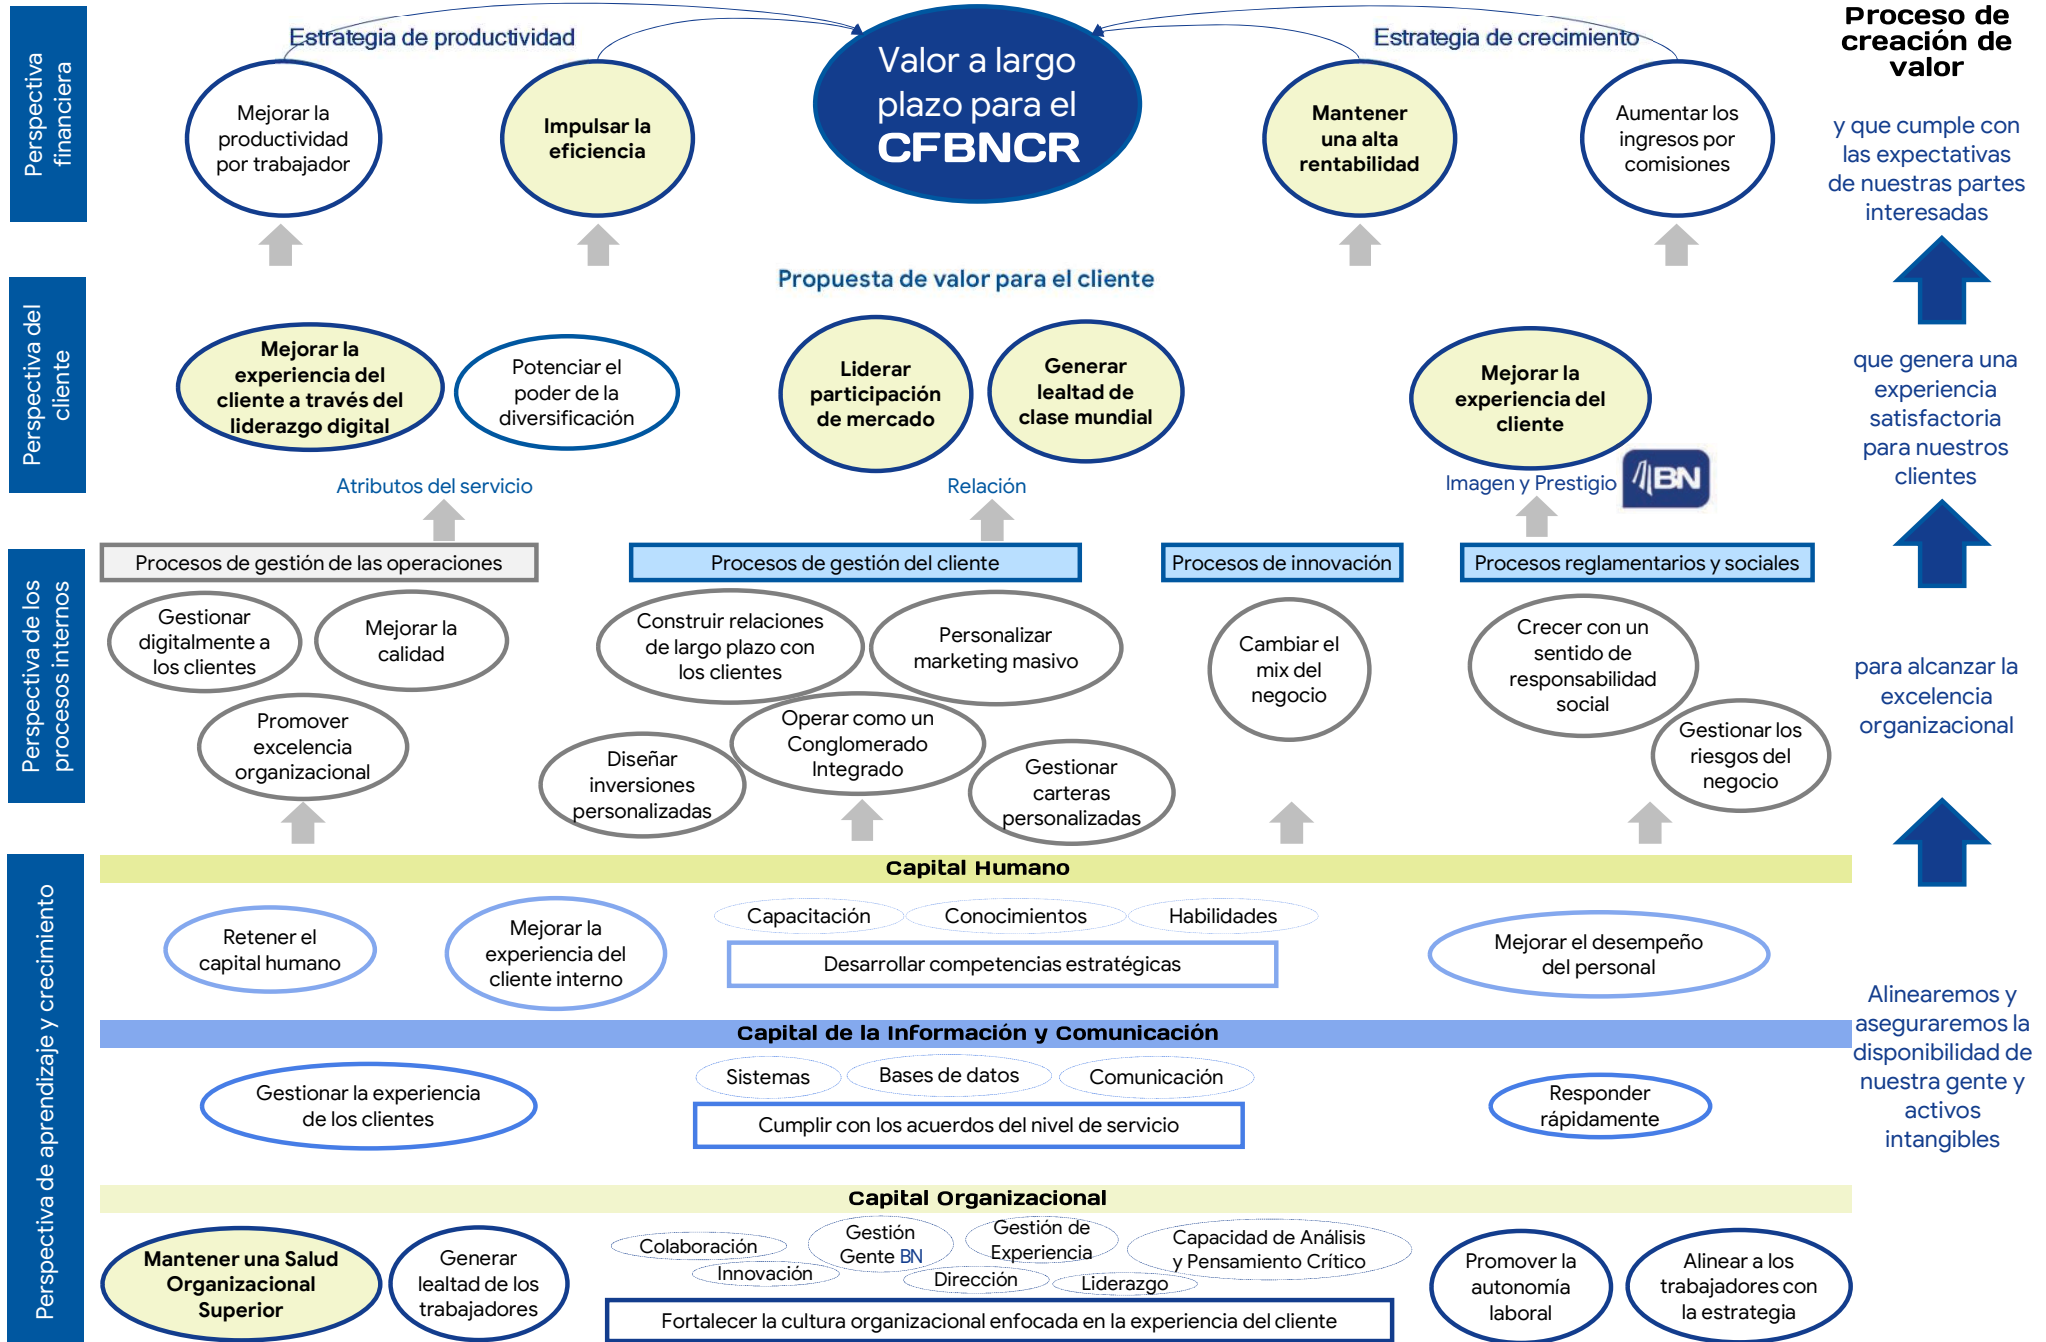 Perspectiva
financiera
Estrategia de productividad
Mejorar la
productividad
por trabajador
Impulsar la
eficiencia
Valor a largo
plazo para el
CFBNCR
Estrategia de crecimiento
Mantener
una alta
rentabilidad
Aumentar los
ingresos por
comisiones
Proceso de
creación de
valor
y que cumple con
las expectativas
de nuestras partes
interesadas
Perspectiva del
cliente
Propuesta de valor para el cliente
Mejorar la
experiencia del
cliente a través del
liderazgo digital
Potenciar el
poder de la
diversificación
Atributos del servicio
Liderar
participación
de mercado
Generar
lealtad de
clase mundial
Relación
Mejorar la
experiencia del
cliente
Imagen y Prestigio
BN
que genera una
experiencia
satisfactoria
para nuestros
clientes
Perspectiva de los
procesos internos
Procesos de gestión de las operaciones
Gestionar
digitalmente a
los clientes
Mejorar la
calidad
Promover
excelencia
organizacional
Procesos de gestión del cliente
Construir relaciones
de largo plazo con
los clientes
Personalizar
marketing masivo
Operar como un
Conglomerado
Integrado
Diseñar
inversiones
personalizadas
Gestionar
carteras
personalizadas
Procesos de innovación
Cambiar el
mix del
negocio
Procesos reglamentarios y sociales
Crecer con un
sentido de
responsabilidad
social
Gestionar los
riesgos del
negocio
para alcanzar la
excelencia
organizacional
Perspectiva de aprendizaje y crecimiento
Capital Humano
Retener el
capital humano
Mejorar la
experiencia del
cliente interno
Capacitación
Conocimientos
Habilidades
Desarrollar competencias estratégicas
Mejorar el desempeño
del personal
Capital de la Información y Comunicación
Gestionar la experiencia
de los clientes
Sistemas
Bases de datos
Comunicación
Cumplir con los acuerdos del nivel de servicio
Responder
rápidamente
Alinearemos y
aseguraremos la
disponibilidad de
nuestra gente y
activos
intangibles
Capital Organizacional
Mantener una Salud
Organizacional
Superior
Generar
lealtad de los
trabajadores
Colaboración
Gestión
Gente BN
Gestión de
Experiencia
Capacidad de Análisis
y Pensamiento Crítico
Innovación
Dirección
Liderazgo
Fortalecer la cultura organizacional enfocada en la experiencia del cliente
Promover la
autonomía
laboral
Alinear a los
trabajadores con
la estrategia